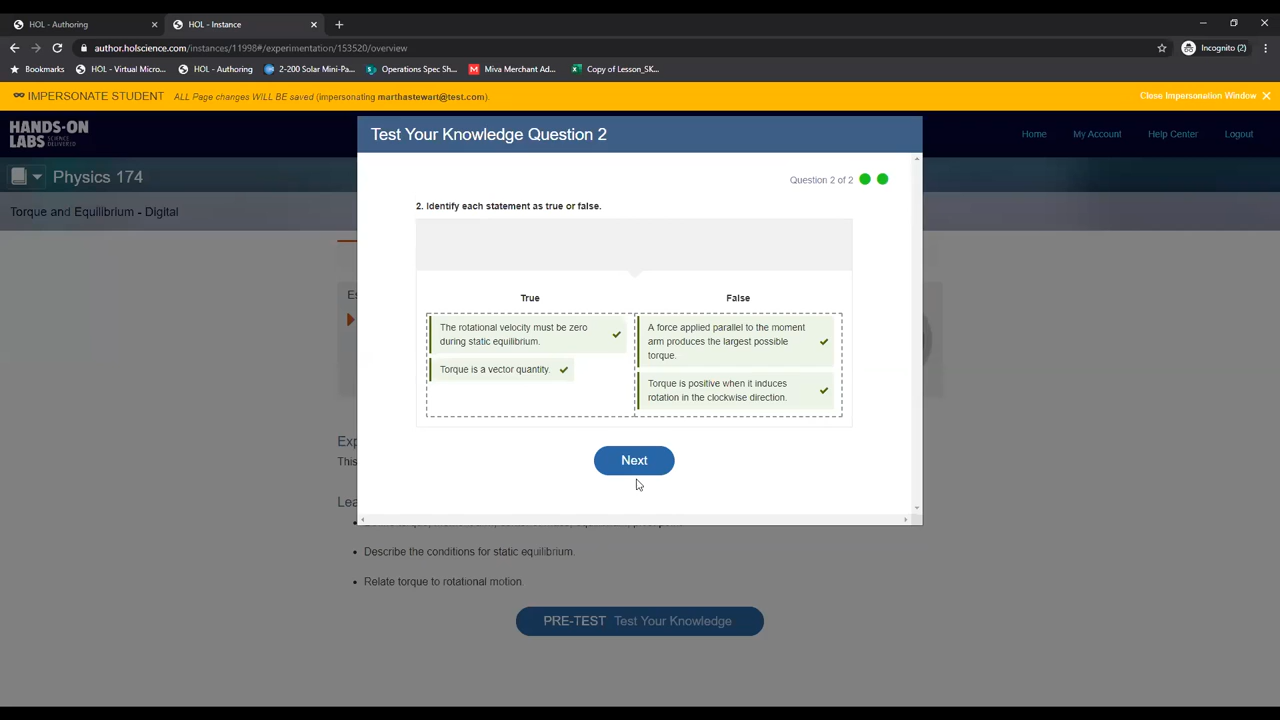 HOL - Authoring
HOL - Instance
author.holscience.com/instances/11998#/experimentation/153520/overview
Incognito (2)
Bookmarks
HOL - Virtual Micro...
HOL - Authoring
2-200 Solar Mini-Pa...
Operations Spec Sh...
Miva Merchant Ad...
Copy of Lesson_SK...
IMPERSONATE STUDENT ALL Page changes WILL BE saved (impersonating marthastewart@test.com).
Close Impersonation Window
HANDS-ON
LABS SCIENCE
DELIVERED
Home
My Account
Help Center
Logout
Physics 174
Torque and Equilibrium - Digital
Test Your Knowledge Question 2
Question 2 of 2
2. Identify each statement as true or false.
True
The rotational velocity must be zero
during static equilibrium.
Torque is a vector quantity.
False
A force applied parallel to the moment
arm produces the largest possible
torque.
Torque is positive when it induces
rotation in the clockwise direction.
Next
Es
Exp
This
Lea
Describe the conditions for static equilibrium.
Relate torque to rotational motion
PRE-TEST Test Your Knowledge